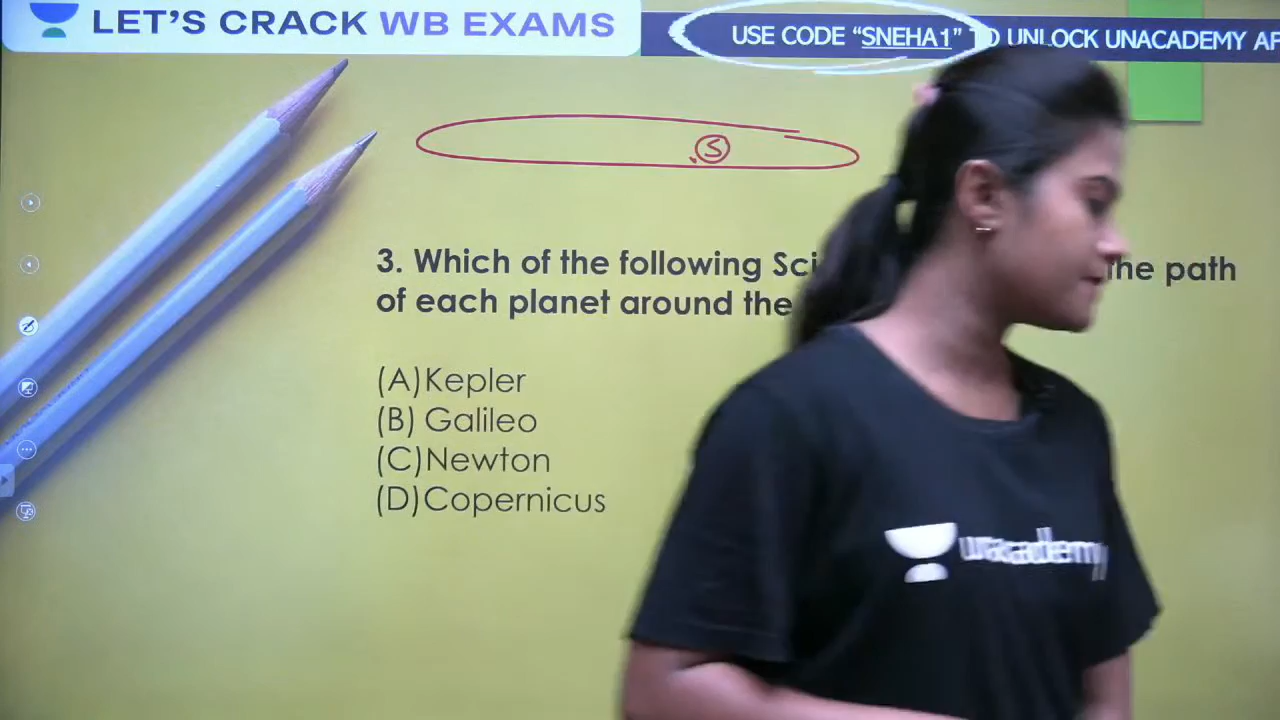 LET'S CRACK WB EXAMS
USE CODE “SNEHA1” TO UNLOCK UNACADEMY
S
3. Which of the following the path
of each planet around the
(A)Kepler
(B) Galileo
(C)Newton
(D)Copernicus
unacademy